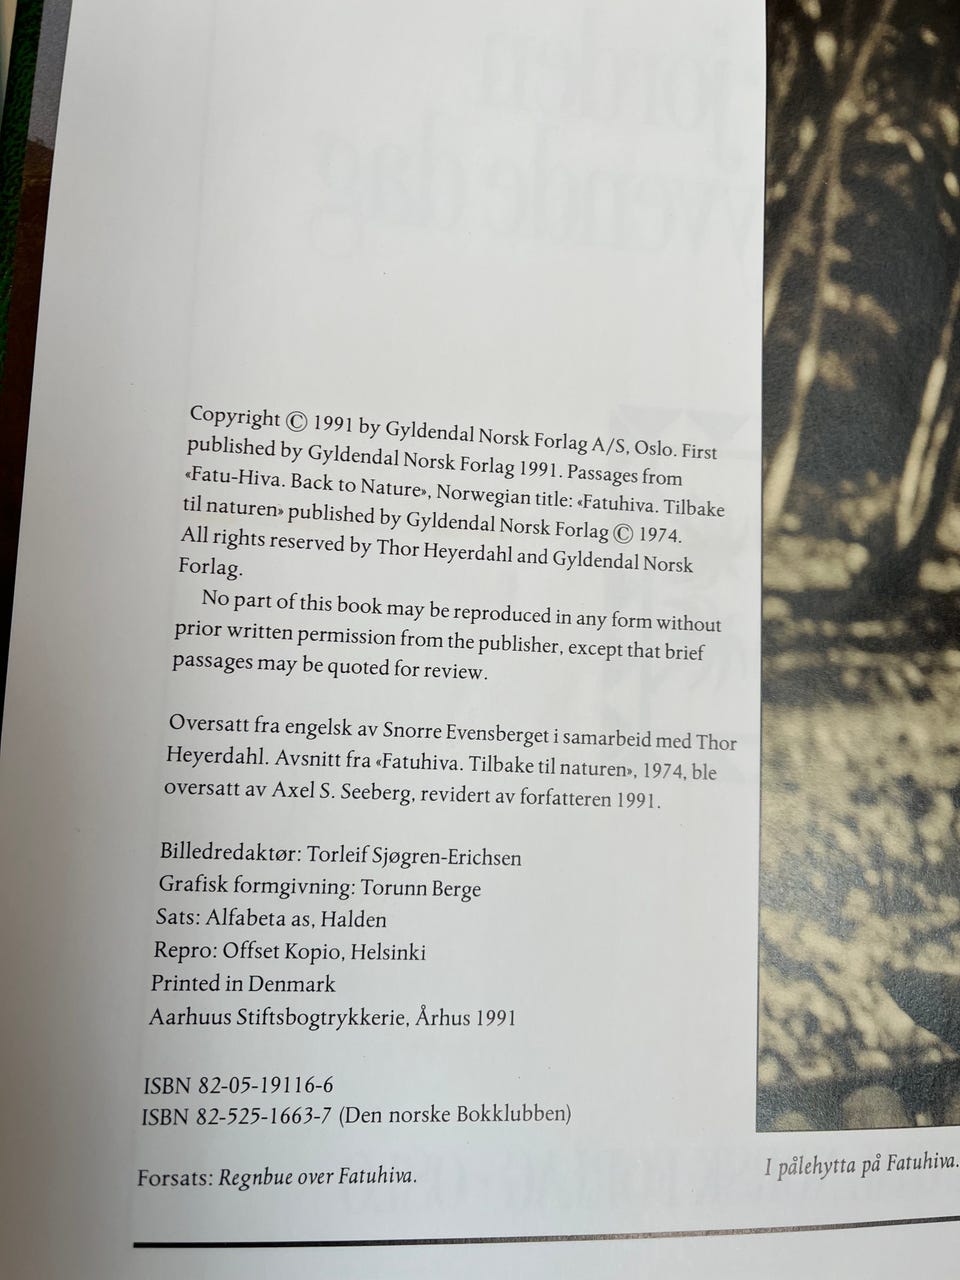 Copyright © 1991 by Gyldendal Norsk Forlag A/S, Oslo. First
published by Gyldendal Norsk Forlag 1991. Passages from
«Fatu-Hiva. Back to Nature», Norwegian title: «Fatuhiva. Tilbake
til naturen» published by Gyldendal Norsk Forlag © 1974.
All rights reserved by Thor Heyerdahl and Gyldendal Norsk
Forlag.
No part of this book may be reproduced in any form without
prior written permission from the publisher, except that brief
passages may be quoted for review.
Oversatt fra engelsk av Snorre Evensberget i samarbeid med Thor
Heyerdahl. Avsnitt fra «Fatuhiva. Tilbake til naturen», 1974, ble
oversatt av Axel S. Seeberg, revidert av forfatteren 1991.
Billedredaktør: Torleif Sjøgren-Erichsen
Grafisk formgivning: Torunn Berge
Sats: Alfabeta as, Halden
Repro: Offset Kopio, Helsinki
Printed in Denmark
Aarhuus Stiftsbogtrykkerie, Århus 1991
ISBN 82-05-19116-6
ISBN 82-525-1663-7 (Den norske Bokklubben)
Forsats: Regnbue over Fatuhiva.
I pålehytta på Fatuhiva.